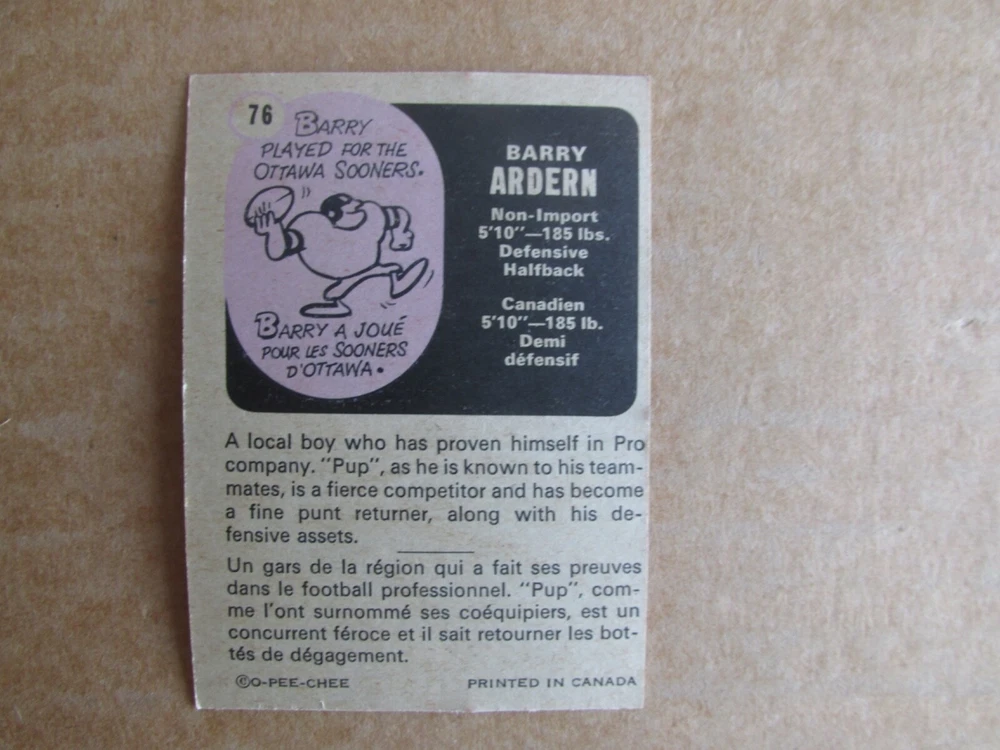 76
BARRY
PLAYED FOR THE
OTTAWA SOONERS.
BARRY A JOUÉ
POUR LES SOONERS
D'OTTAWA.
BARRY
ARDERN
Non-Import
5'10"—185 lbs.
Defensive
Halfback
Canadien
5'10"—185 lb.
Demi
défensif
A local boy who has proven himself in Pro
company. "Pup", as he is known to his team-
mates, is a fierce competitor and has become
a fine punt returner, along with his de-
fensive assets.
Un gars de la région qui a fait ses preuves
dans le football professionnel. "Pup", com-
me l'ont surnommé ses coéquipiers, est un
concurrent féroce et il sait retourner les bot-
tés de dégagement.
©O-PEE-CHEE PRINTED IN CANADA